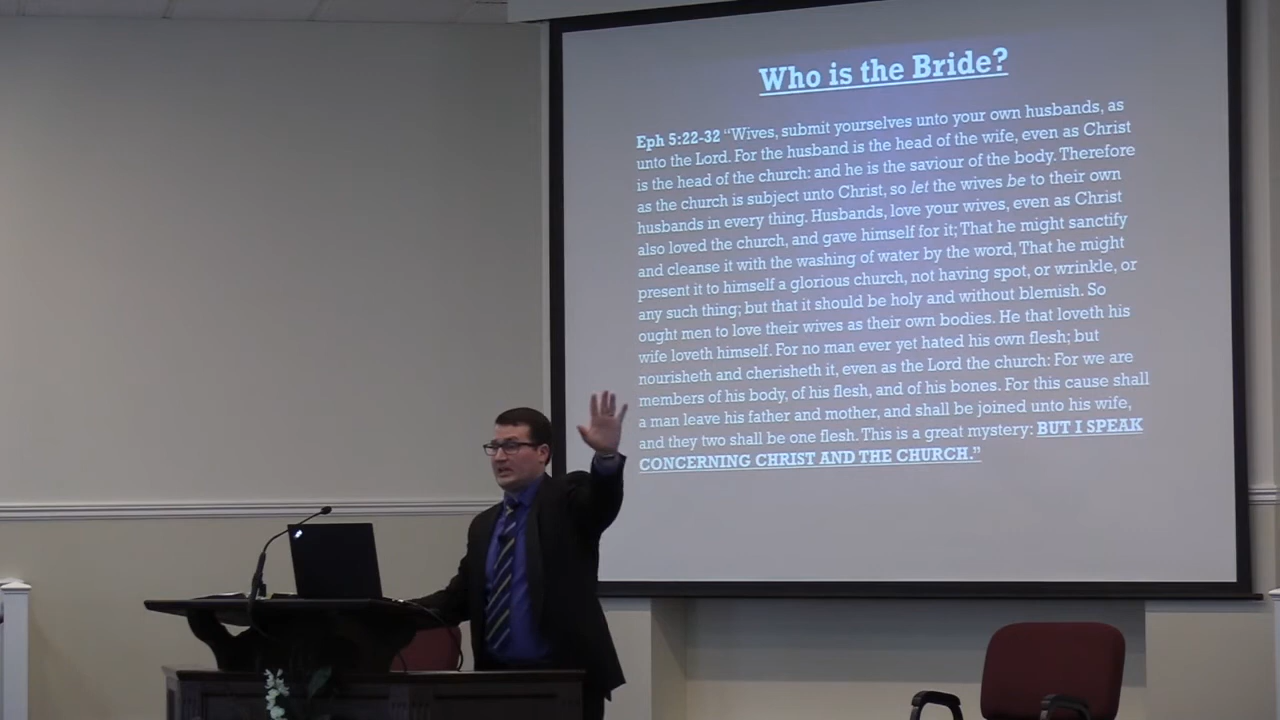 Who is the Bride?
Eph 5:22-32 “Wives, submit yourselves unto your own husbands, as
unto the Lord. For the husband is the head of the wife, even as Christ
is the head of the church: and he is the saviour of the body. Therefore
as the church is subject unto Christ, so let the wives be to their own
husbands in every thing. Husbands, love your wives, even as Christ
also loved the church, and gave himself for it; That he might sanctify
and cleanse it with the washing of water by the word, That he might
present it to himself a glorious church, not having spot, or wrinkle, or
any such thing; but that it should be holy and without blemish. So
ought men to love their wives as their own bodies. He that loveth his
wife loveth himself. For no man ever yet hated his own flesh; but
nourisheth and cherisheth it, even as the Lord the church: For we are
members of his body, of his flesh, and of his bones. For this cause shall
a man leave his father and mother, and shall be joined unto his wife,
and they two shall be one flesh. This is a great mystery: BUT I SPEAK
CONCERNING CHRIST AND THE CHURCH.”